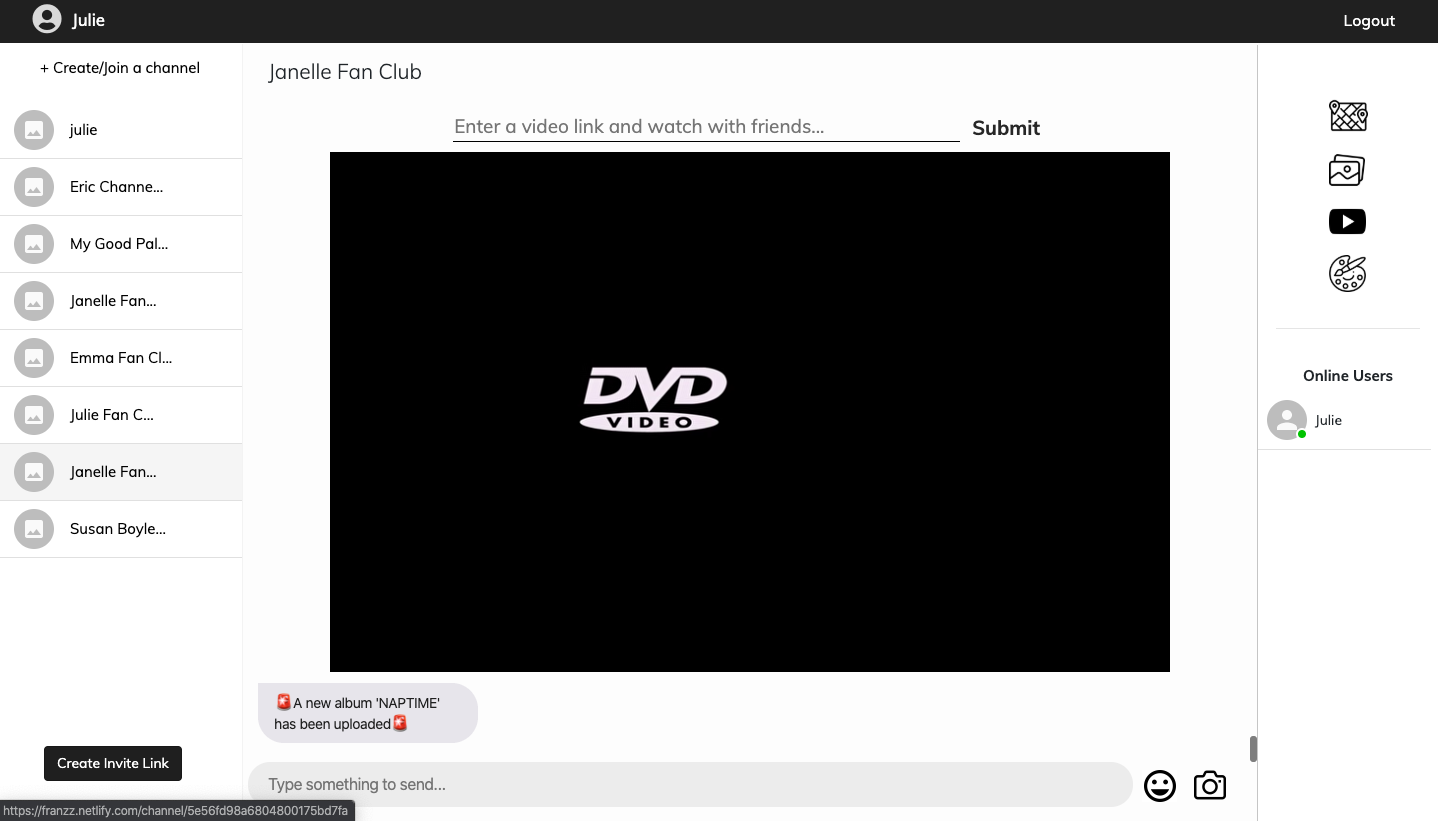 Julie
Logout
+ Create/Join a channel
julie
Eric Channe...
My Good Pal...
Janelle Fan...
Emma Fan Cl...
Julie Fan C...
Janelle Fan...
Susan Boyle...
Create Invite Link
https://franzz.netlify.com/channel/5e56fd98a6804800175bd7fa
Janelle Fan Club
Enter a video link and watch with friends...
Submit
DVD
VIDEO
🚨A new album 'NAPTIME'
has been uploaded🚨
Type something to send...
Online Users
Julie